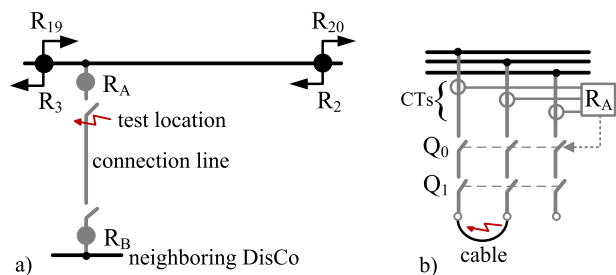 R19
R20
R3
RA
R2
test location
connection line
RB
a)
neighboring DisCo
CTs
RA
Q0
Q1
b)
cable